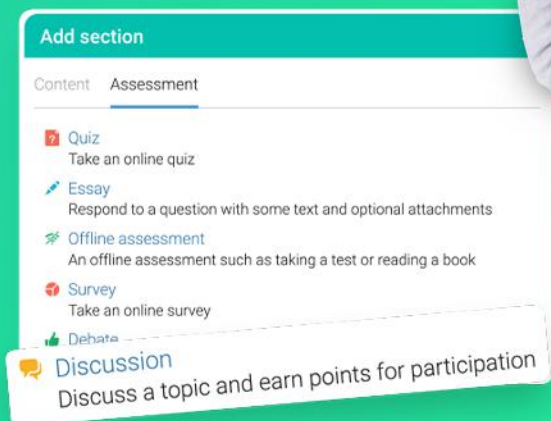 Add section
Content Assessment
Quiz
Take an online quiz
Essay
Respond to a question with some text and optional attachments
Offline assessment
An offline assessment such as taking a test or reading a book
Survey
Take an online survey
Debate
Discussion
Discuss a topic and earn points for participation